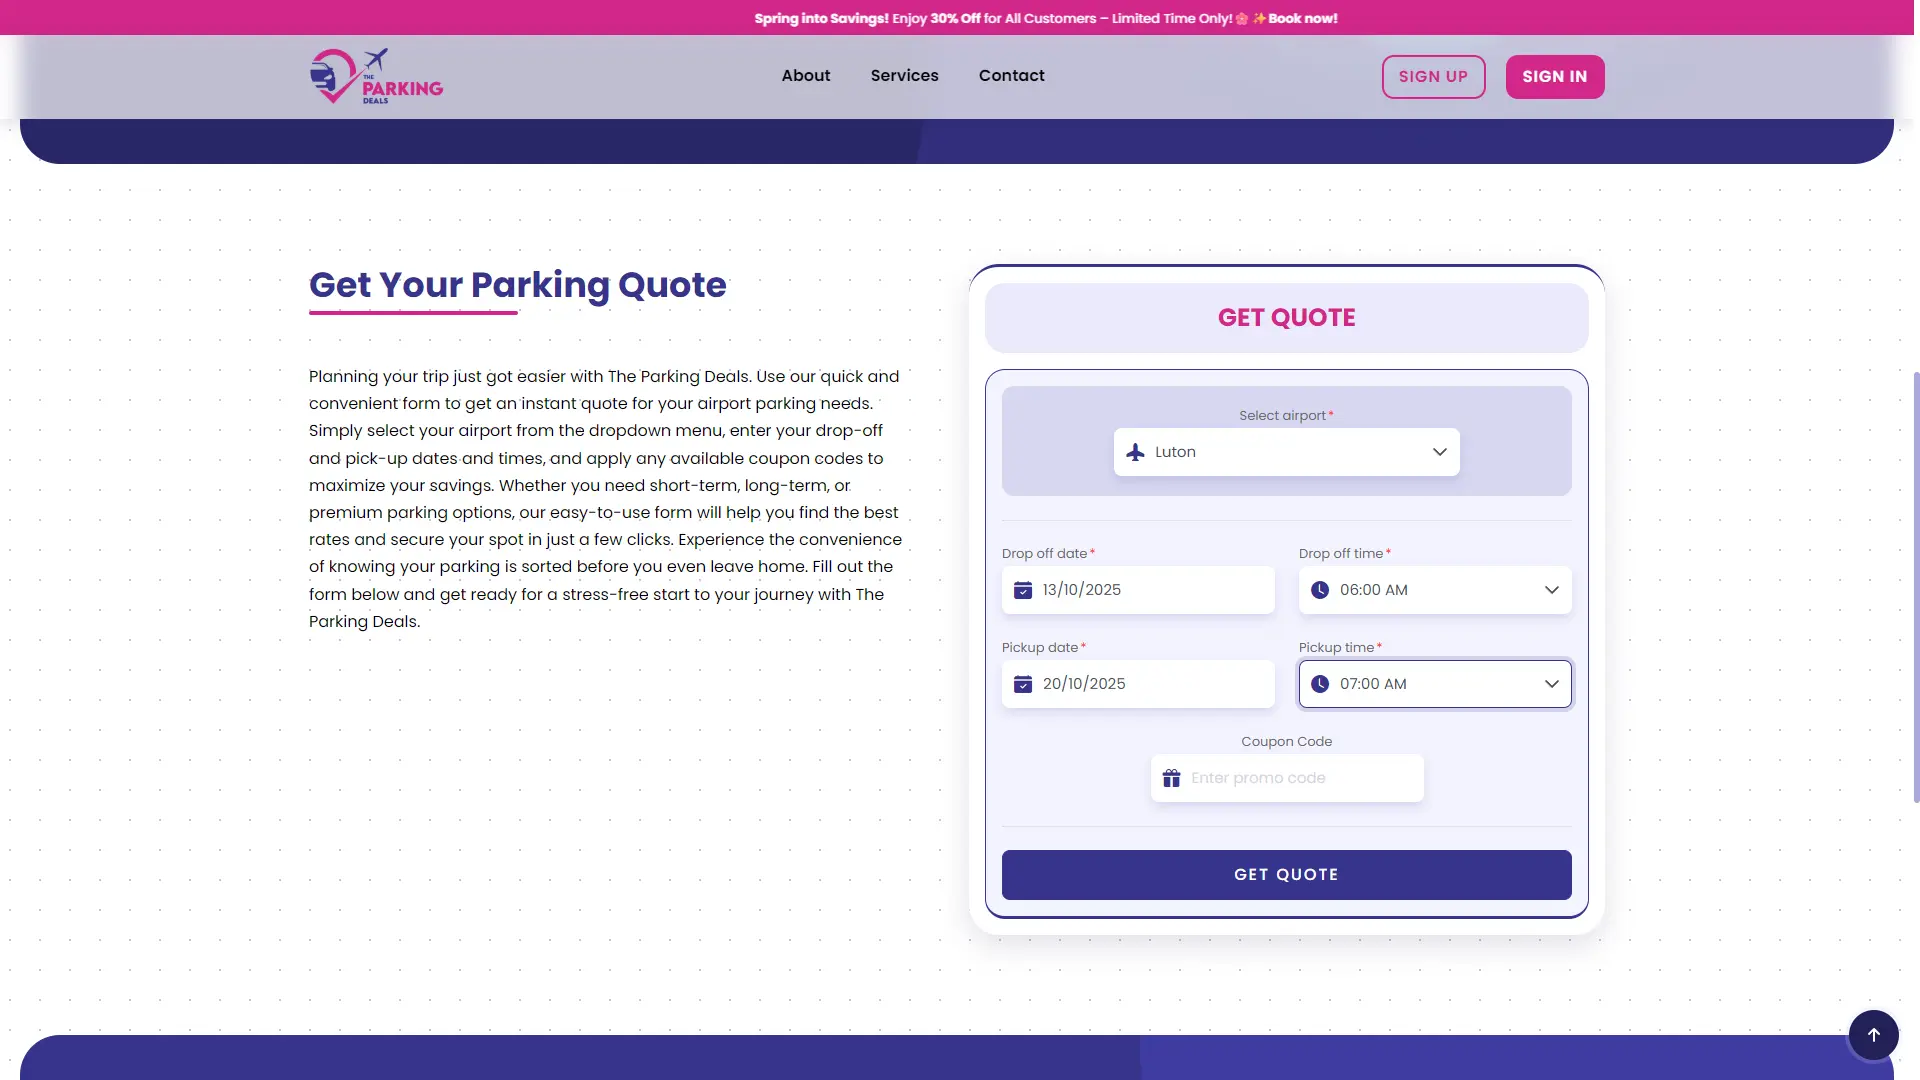 Spring into Savings! Enjoy 30% Off for All Customers – Limited Time Only!🌸 ✨Book now!
THE
PARKING
DEALS
About
Services
Contact
SIGN UP
SIGN IN
Get Your Parking Quote
Planning your trip just got easier with The Parking Deals. Use our quick and
convenient form to get an instant quote for your airport parking needs.
Simply select your airport from the dropdown menu, enter your drop-off
and pick-up dates and times, and apply any available coupon codes to
maximize your savings. Whether you need short-term, long-term, or
premium parking options, our easy-to-use form will help you find the best
rates and secure your spot in just a few clicks. Experience the convenience
of knowing your parking is sorted before you even leave home. Fill out the
form below and get ready for a stress-free start to your journey with The
Parking Deals.
GET QUOTE
Select airport*
Luton
Drop off date*
13/10/2025
Drop off time*
06:00 AM
Pickup date*
20/10/2025
Pickup time*
07:00 AM
Coupon Code
Enter promo code
GET QUOTE